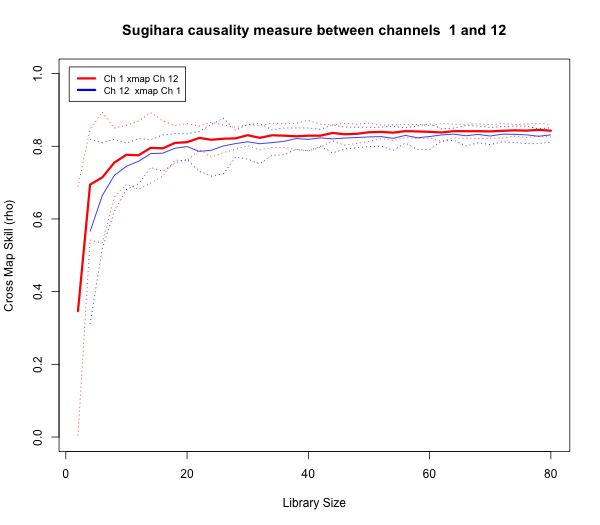 Sugihara causality measure between channels  1 and 12
Ch 1 xmap Ch 12
Ch 12  xmap Ch 1
1.0
0.8
0.6
0.4
0.2
0.0
Cross Map Skill (rho)
0 20 40 60 80
Library Size